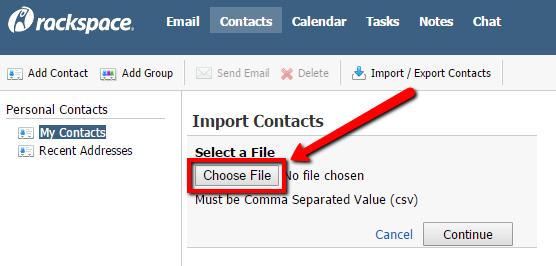 rackspace. Email Contacts Calendar Tasks Notes Chat
Add Contact Add Group Send Email Delete Import / Export Contacts
Personal Contacts
My Contacts
Recent Addresses
Import Contacts
Select a File
Choose File No file chosen
Must be Comma Separated Value (csv)
Cancel Continue